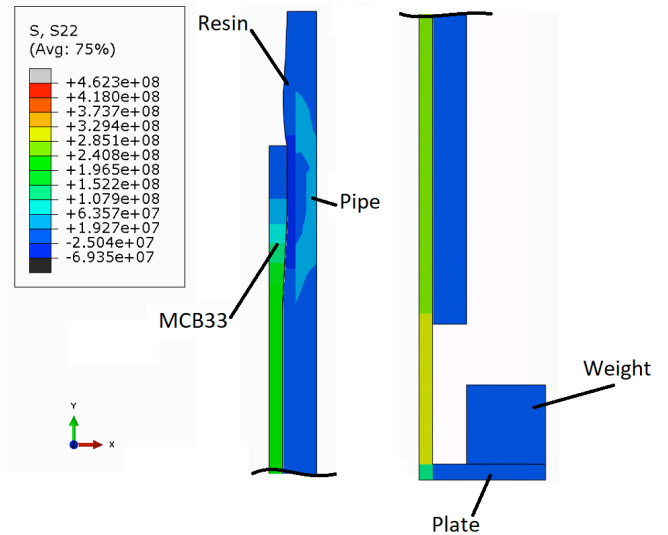 S, S22
(Avg: 75%)
+4.623e+08
+4.180e+08
+3.737e+08
+3.294e+08
+2.851e+08
+2.408e+08
+1.965e+08
+1.522e+08
+1.079e+08
+6.357e+07
+1.927e+07
-2.504e+07
-6.935e+07
Resin
Pipe
MCB33
Weight
Plate
Y
X